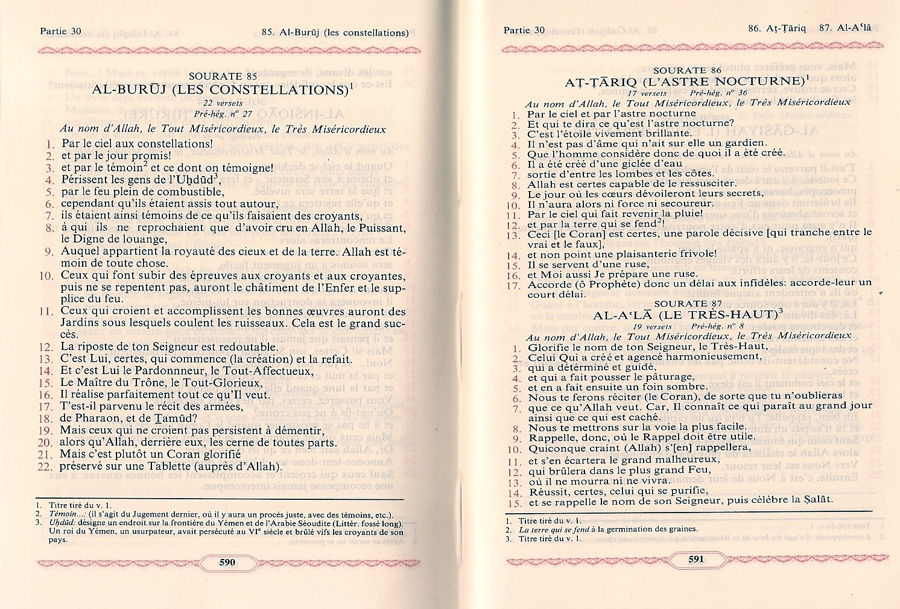 Partie 30
85. Al-Burūj (les constellations)
SOURATE 85
AL-BURŪJ (LES CONSTELLATIONS)¹
22 versets
Pré-hég. n° 27
Au nom d'Allah, le Tout Miséricordieux, le Très Miséricordieux
1. Par le ciel aux constellations!
2. et par le jour promis!
3. et par le témoin² et ce dont on témoigne!
4. Périssent les gens de l'Uḫdūd³,
5. par le feu plein de combustible,
6. cependant qu'ils étaient assis tout autour,
7. ils étaient ainsi témoins de ce qu'ils faisaient des croyants,
8. à qui ils ne reprochaient que d'avoir cru en Allah, le Puissant,
le Digne de louange,
9. Auquel appartient la royauté des cieux et de la terre. Allah est té-
moin de toute chose.
10. Ceux qui font subir des épreuves aux croyants et aux croyantes,
puis ne se repentent pas, auront le châtiment de l'Enfer et le sup-
plice du feu.
11. Ceux qui croient et accomplissent les bonnes œuvres auront des
Jardins sous lesquels coulent les ruisseaux. Cela est le grand suc-
cès.
12. La riposte de ton Seigneur est redoutable.
13. C'est Lui, certes, qui commence (la création) et la refait.
14. Et c'est Lui le Pardonnneur, le Tout-Affectueux,
15. Le Maître du Trône, le Tout-Glorieux,
16. Il réalise parfaitement tout ce qu'Il veut.
17. T'est-il parvenu le récit des armées,
18. de Pharaon, et de Ṯamūd?
19. Mais ceux qui ne croient pas persistent à démentir,
20. alors qu'Allah, derrière eux, les cerne de toutes parts.
21. Mais c'est plutôt un Coran glorifié
22. préservé sur une Tablette (auprès d'Allah).
1. Titre tiré du v. 1.
2. Témoin...: (il s'agit du Jugement dernier, où il y aura un procès juste, avec des témoins, etc.).
3. Uḫdūd: désigne un endroit sur la frontière du Yémen et de l'Arabie Séoudite (Littér. fossé long).
Un roi du Yémen, un usurpateur, avait persécuté au VIᵉ siècle et brûlé vifs les croyants de son
pays.
590
Partie 30
86. Aṭ-Ṭāriq 87. Al-A'lā
SOURATE 86
AṬ-ṬĀRIQ (L'ASTRE NOCTURNE)¹
17 versets Pré-hég. n° 36
Au nom d'Allah, le Tout Miséricordieux, le Très Miséricordieux
1. Par le ciel et par l'astre nocturne
2. Et qui te dira ce qu'est l'astre nocturne?
3. C'est l'étoile vivement brillante.
4. Il n'est pas d'âme qui n'ait sur elle un gardien.
5. Que l'homme considère donc de quoi il a été créé.
6. Il a été créé d'une giclée d'eau
7. sortie d'entre les lombes et les côtes.
8. Allah est certes capable de le ressusciter.
9. Le jour où les cœurs dévoileront leurs secrets,
10. Il n'aura alors ni force ni secoureur.
11. Par le ciel qui fait revenir la pluie!
12. et par la terre qui se fend²!
13. Ceci [le Coran] est certes, une parole décisive [qui tranche entre le
vrai et le faux],
14. et non point une plaisanterie frivole!
15. Il se servent d'une ruse,
16. et Moi aussi Je prépare une ruse.
17. Accorde (ô Prophète) donc un délai aux infidèles: accorde-leur un
court délai.
SOURATE 87
AL-A'LĀ (LE TRÈS-HAUT)³
19 versets Pré-hég. n° 8
Au nom d'Allah, le Tout Miséricordieux, le Très Miséricordieux
1. Glorifie le nom de ton Seigneur, le Très-Haut,
2. Celui Qui a créé et agencé harmonieusement,
3. qui a déterminé et guidé,
4. et qui a fait pousser le pâturage,
5. et en a fait ensuite un foin sombre.
6. Nous te ferons réciter (le Coran), de sorte que tu n'oublieras
7. que ce qu'Allah veut. Car, Il connaît ce qui paraît au grand jour
ainsi que ce qui est caché.
8. Nous te mettrons sur la voie la plus facile.
9. Rappelle, donc, où le Rappel doit être utile.
10. Quiconque craint (Allah) s'[en] rappellera,
11. et s'en écartera le grand malheureux,
12. qui brûlera dans le plus grand Feu,
13. où il ne mourra ni ne vivra.
14. Réussit, certes, celui qui se purifie,
15. et se rappelle le nom de son Seigneur, puis célèbre la Ṣalāt.
1. Titre tiré du v. 1.
2. La terre qui se fend à la germination des graines.
3. Titre tiré du v. 1.
591